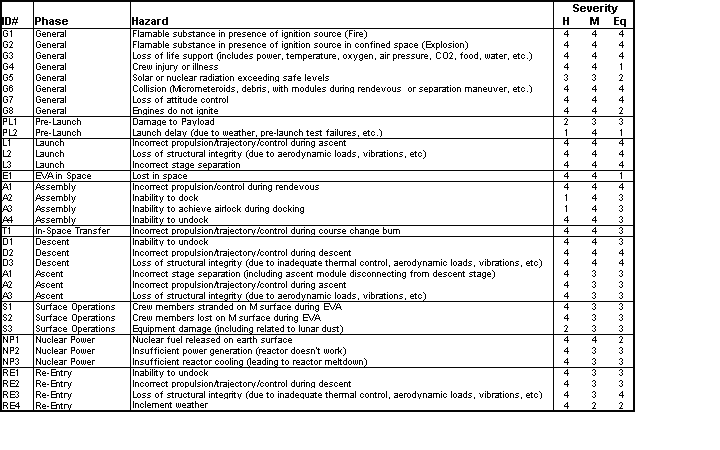 Severity
ID# Phase Hazard H M Eq
G1 General Flamable substance in presence of ignition source (Fire) 4 4 4
G2 General Flamable substance in presence of ignition source in confined space (Explosion) 4 4 4
G3 General Loss of life support (includes power, temperature, oxygen, air pressure, CO2, food, water, etc.) 4 4 4
G4 General Crew injury or illness 4 4 1
G5 General Solar or nuclear radiation exceeding safe levels 3 3 2
G6 General Collision (Micrometeroids, debris, with modules during rendevous or separation maneuver, etc.) 4 4 4
G7 General Loss of attitude control 4 4 4
G8 General Engines do not ignite 4 4 2
PL1 Pre-Launch Damage to Payload 2 3 3
PL2 Pre-Launch Launch delay (due to weather, pre-launch test failures, etc.) 1 4 1
L1 Launch Incorrect propulsion/trajectory/control during ascent 4 4 4
L2 Launch Loss of structural integrity (due to aerodynamic loads, vibrations, etc) 4 4 4
L3 Launch Incorrect stage separation 4 4 4
E1 EVA in Space Lost in space 4 4 1
A1 Assembly Incorrect propulsion/control during rendevous 4 4 4
A2 Assembly Inability to dock 1 4 3
A3 Assembly Inability to achieve airlock during docking 1 4 3
A4 Assembly Inability to undock 4 4 3
T1 In-Space Transfer Incorrect propulsion/trajectory/control during course change burn 4 4 3
D1 Descent Inability to undock 4 4 3
D2 Descent Incorrect propulsion/trajectory/control during descent 4 4 4
D3 Descent Loss of structural integrity (due to inadequate thermal control, aerodynamic loads, vibrations, etc) 4 4 4
A1 Ascent Incorrect stage separation (including ascent module disconnecting from descent stage) 4 3 3
A2 Ascent Incorrect propulsion/trajectory/control during ascent 4 3 3
A3 Ascent Loss of structural integrity (due to aerodynamic loads, vibrations, etc) 4 3 3
S1 Surface Operations Crew members stranded on M surface during EVA 4 3 3
S2 Surface Operations Crew members lost on M surface during EVA 4 3 3
S3 Surface Operations Equipment damage (including related to lunar dust) 2 3 3
NP1 Nuclear Power Nuclear fuel released on earth surface 4 4 2
NP2 Nuclear Power Insufficient power generation (reactor doesn't work) 4 3 3
NP3 Nuclear Power Insufficient reactor cooling (leading to reactor meltdown) 4 3 3
RE1 Re-Entry Inability to undock 4 3 3
RE2 Re-Entry Incorrect propulsion/trajectory/control during descent 4 3 3
RE3 Re-Entry Loss of structural integrity (due to inadequate thermal control, aerodynamic loads, vibrations, etc) 4 3 4
RE4 Re-Entry Inclement weather 4 2 2